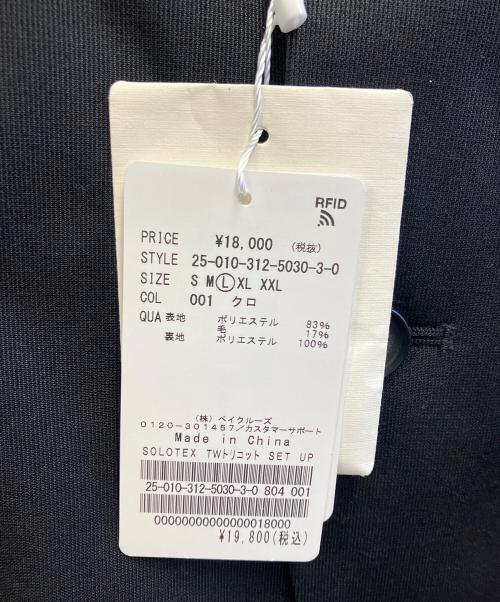 RFID
PRICE ¥18,000 (税抜)
STYLE 25-010-312-5030-3-0
SIZE S M L XL XXL
COL 001 クロ
QUA 表地 ポリエステル 83%
毛 17%
裏地 ポリエステル 100%
(株) ベイクルーズ
0120-301457/カスタマーサポート
Made in China
SOLOTEX TWトリコット SET UP
25-010-312-5030-3-0 804 001
00000000000000018000
¥19,800(税込)